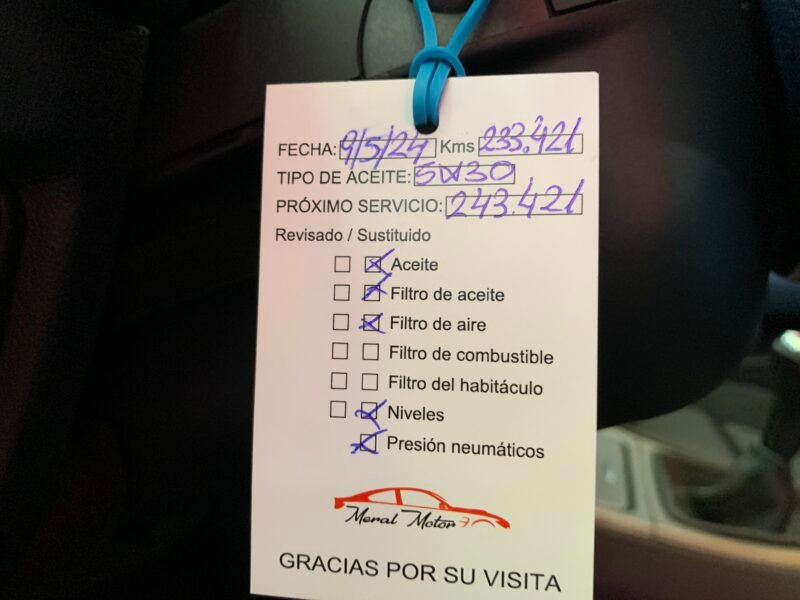 FECHA: 9/5/24 Kms 233.421
TIPO DE ACEITE: 5W30
PRÓXIMO SERVICIO: 243.421
Revisado / Sustituido
Aceite
Filtro de aceite
Filtro de aire
Filtro de combustible
Filtro del habitáculo
Niveles
Presión neumáticos
Meral Motor
GRACIAS POR SU VISITA